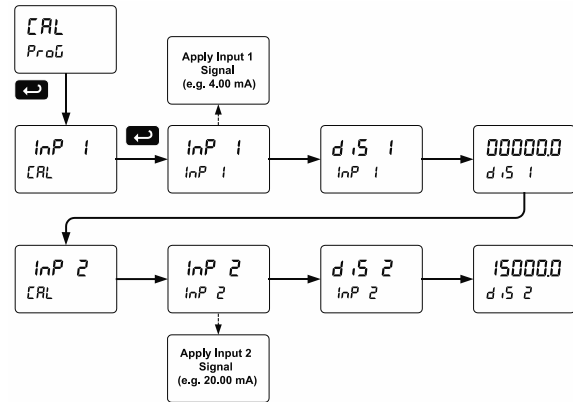 CAL
ProG
Apply Input 1
Signal
(e.g. 4.00 mA)
InP 1
CAL
InP 1
InP 1
diS 1
InP 1
00000.0
diS 1
InP 2
CAL
InP 2
InP 2
diS 2
InP 2
15000.0
diS 2
Apply Input 2
Signal
(e.g. 20.00 mA)